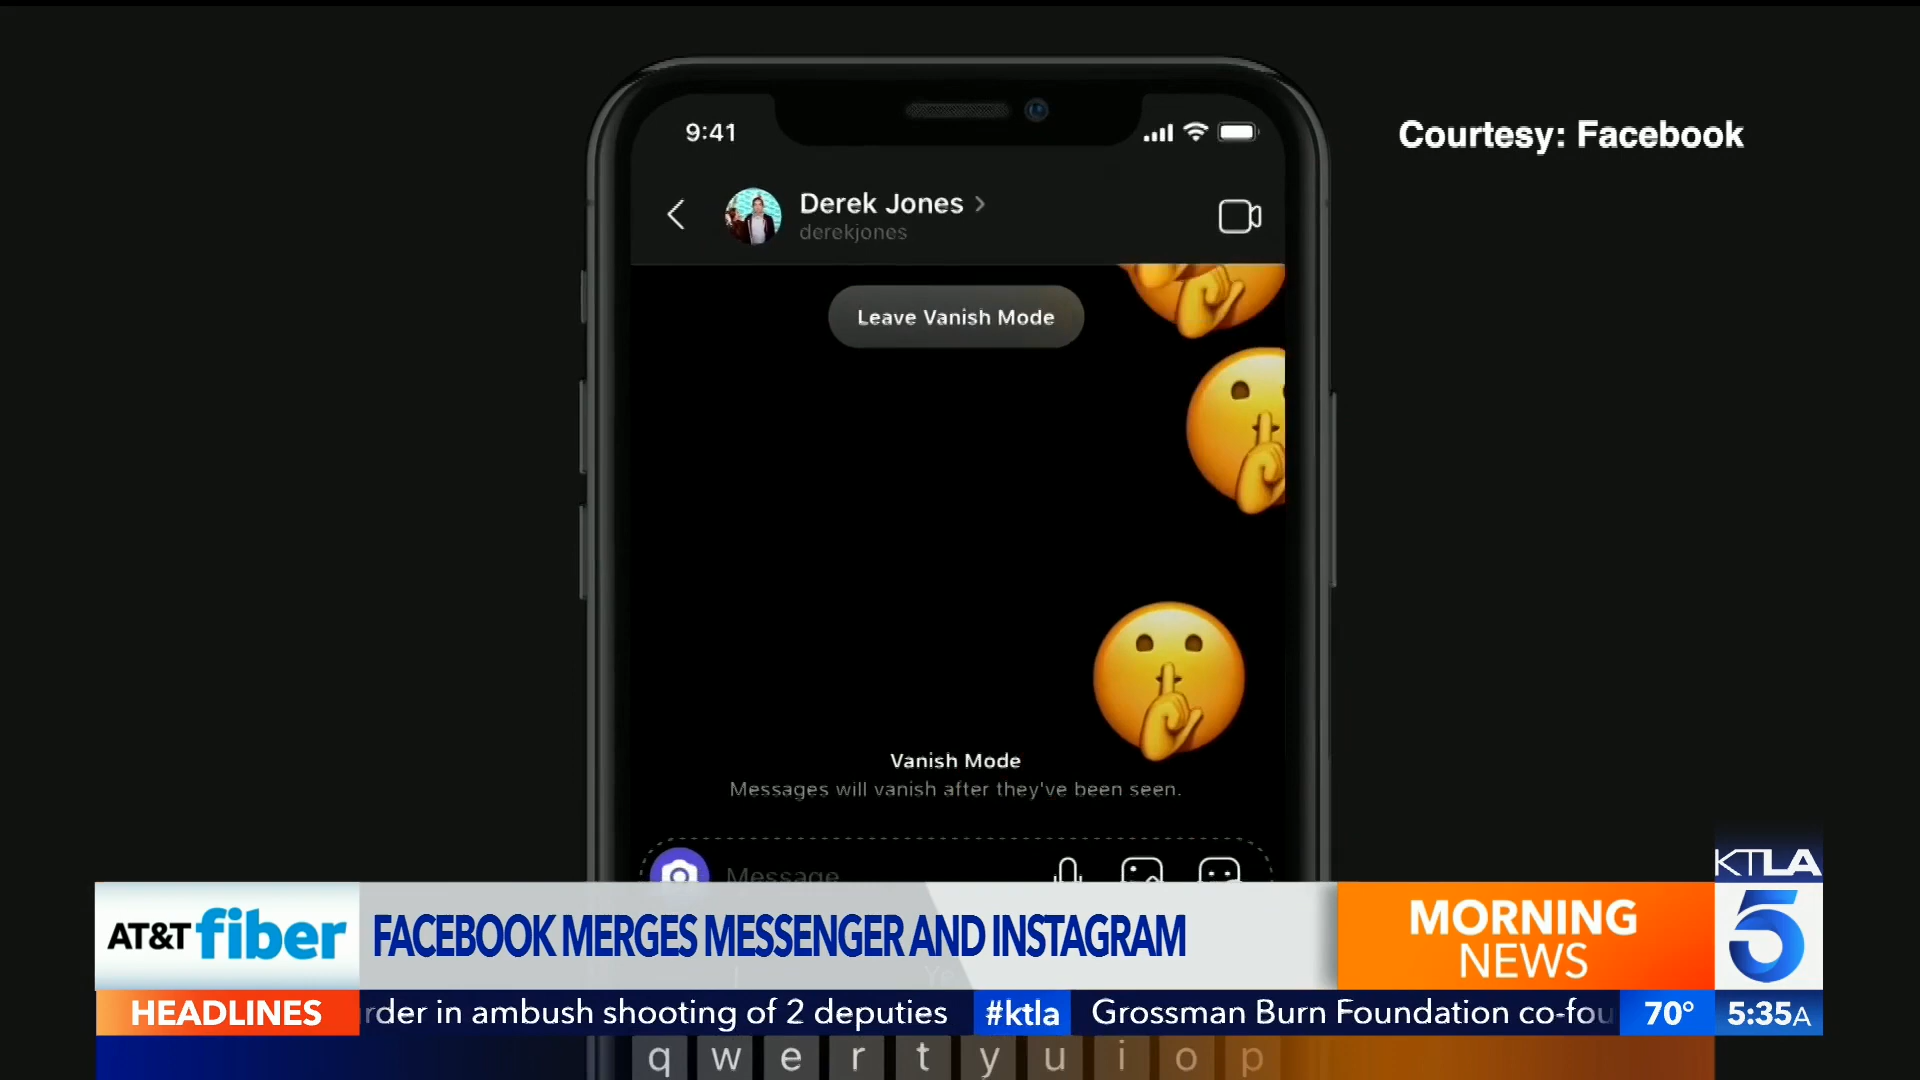 9:41
Courtesy: Facebook
Derek Jones
derekjones
Leave Vanish Mode
Vanish Mode
Messages will vanish after they've been seen.
Message
KTLA
5
AT&T fiber
FACEBOOK MERGES MESSENGER AND INSTAGRAM
MORNING
NEWS
HEADLINES
rder in ambush shooting of 2 deputies #ktla Grossman Burn Foundation co-fou
70°
5:35A
q w e r t y u i o p